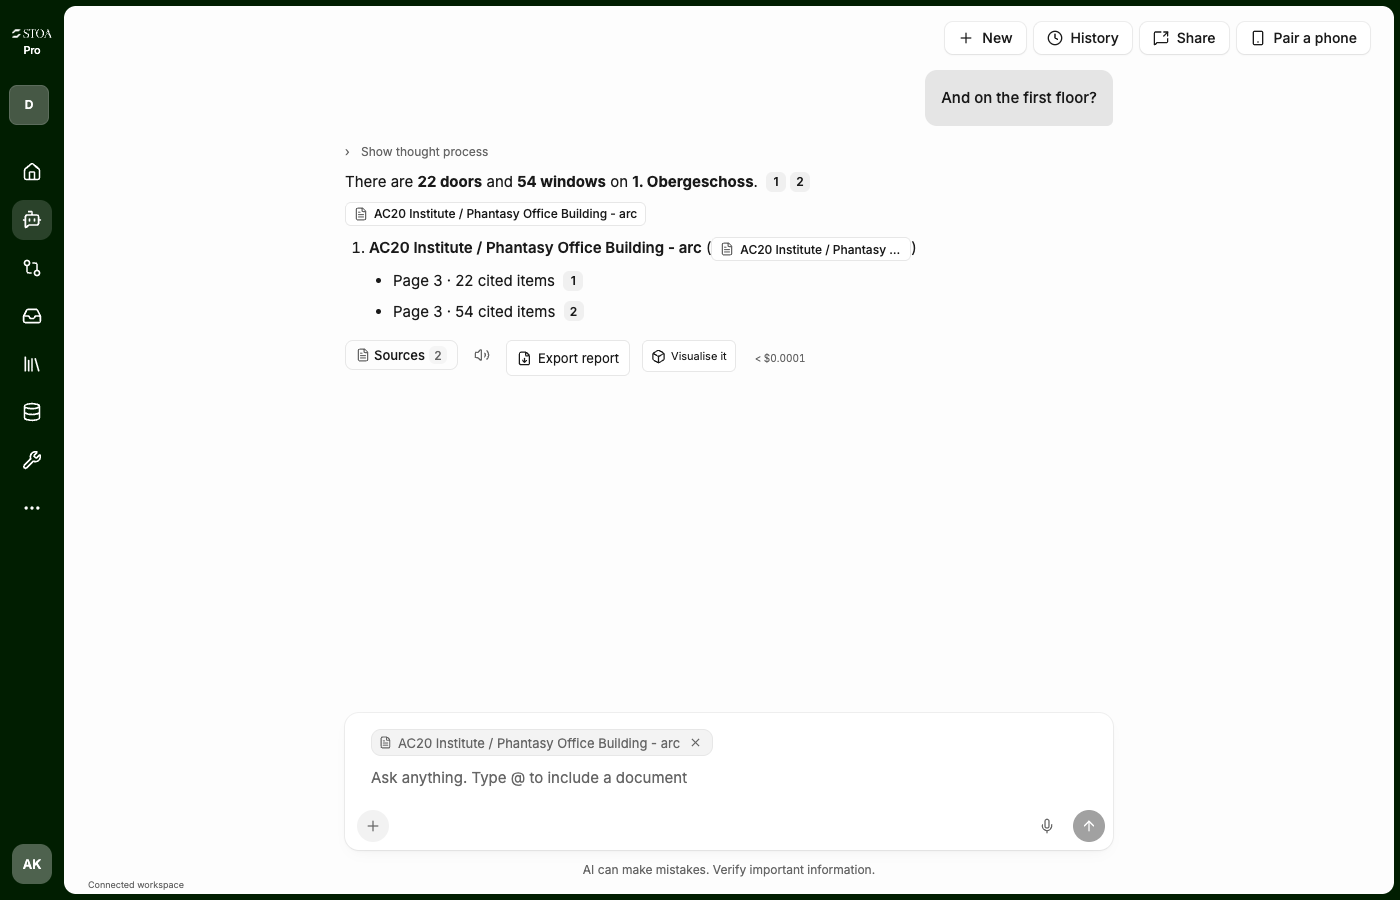 STOA
Pro
D
New
History
Share
Pair a phone
And on the first floor?
Show thought process
There are 22 doors and 54 windows on 1. Obergeschoss. 1 2
AC20 Institute / Phantasy Office Building - arc
1. AC20 Institute / Phantasy Office Building - arc ( AC20 Institute / Phantasy ... )
• Page 3 · 22 cited items 1
• Page 3 · 54 cited items 2
Sources 2
Export report
Visualise it
< $0.0001
AC20 Institute / Phantasy Office Building - arc
Ask anything. Type @ to include a document
AK
AI can make mistakes. Verify important information.
Connected workspace